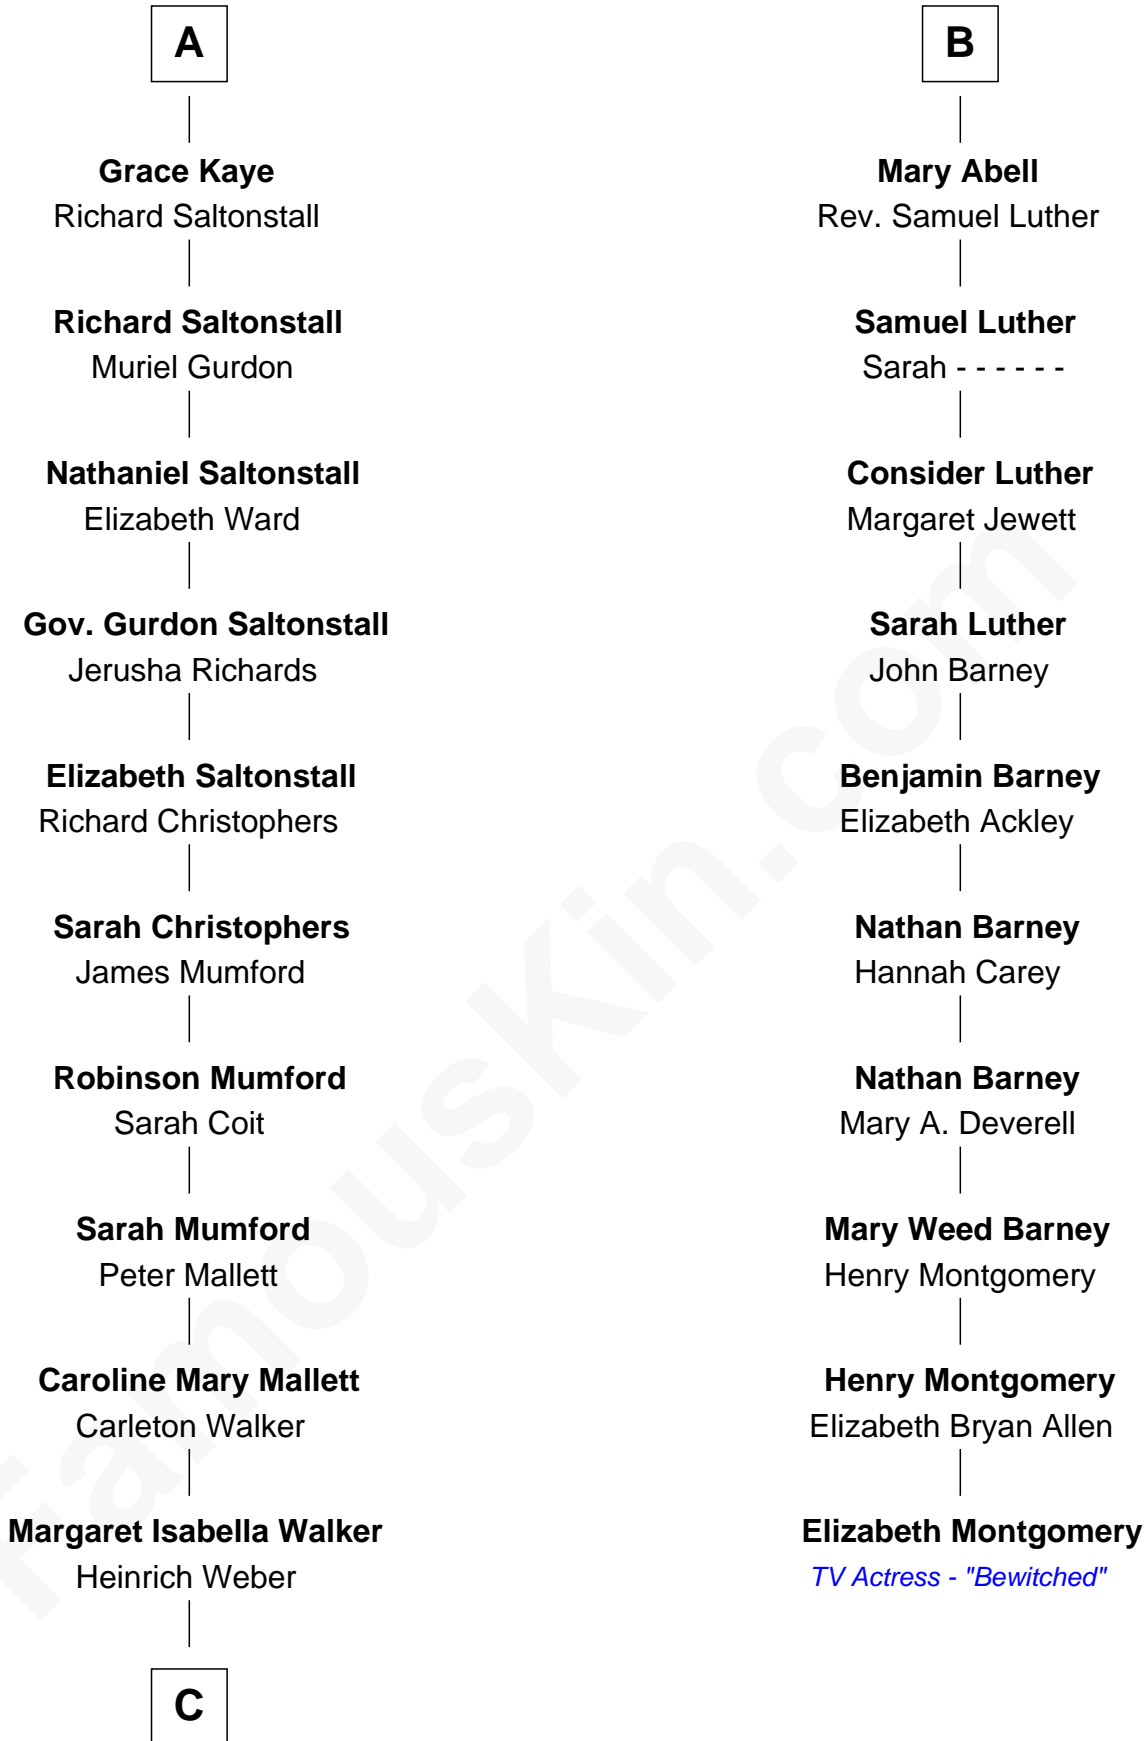 A
Grace Kaye
Richard Saltonstall
Richard Saltonstall
Muriel Gurdon
Nathaniel Saltonstall
Elizabeth Ward
Gov. Gurdon Saltonstall
Jerusha Richards
Elizabeth Saltonstall
Richard Christophers
Sarah Christophers
James Mumford
Robinson Mumford
Sarah Coit
Sarah Mumford
Peter Mallett
Caroline Mary Mallett
Carleton Walker
Margaret Isabella Walker
Heinrich Weber
C
B
Mary Abell
Rev. Samuel Luther
Samuel Luther
Sarah - - - - - -
Consider Luther
Margaret Jewett
Sarah Luther
John Barney
Benjamin Barney
Elizabeth Ackley
Nathan Barney
Hannah Carey
Nathan Barney
Mary A. Deverell
Mary Weed Barney
Henry Montgomery
Henry Montgomery
Elizabeth Bryan Allen
Elizabeth Montgomery
TV Actress - "Bewitched"
FamousKin.com